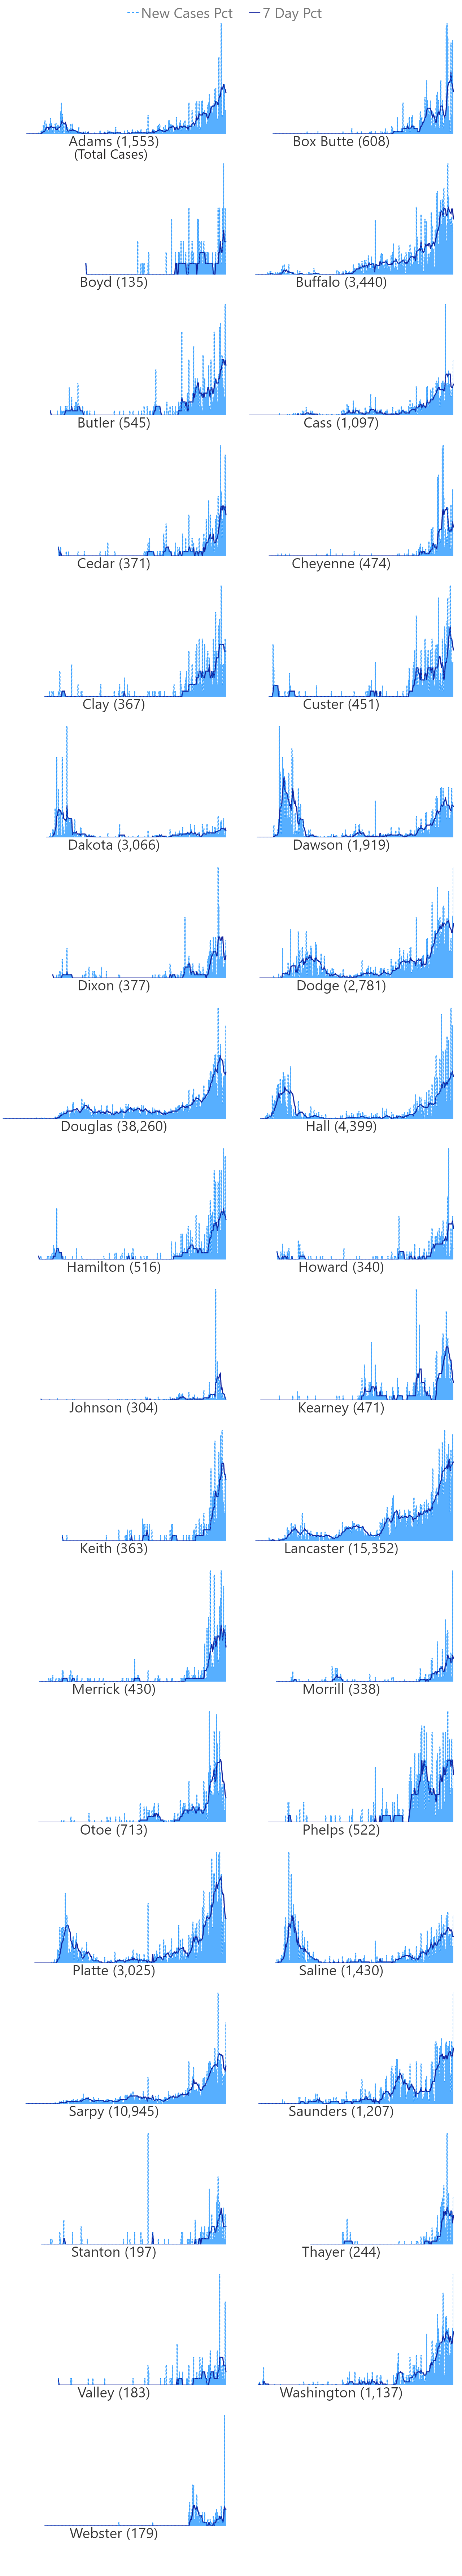 New Cases Pct 7 Day Pct
Adams (1,553) Box Butte (608)
(Total Cases)
Boyd (135) Buffalo (3,440)
Butler (545) Cass (1,097)
Cedar (371) Cheyenne (474)
Clay (367) Custer (451)
Dakota (3,066) Dawson (1,919)
Dixon (377) Dodge (2,781)
Douglas (38,260) Hall (4,399)
Hamilton (516) Howard (340)
Johnson (304) Kearney (471)
Keith (363) Lancaster (15,352)
Merrick (430) Morrill (338)
Otoe (713) Phelps (522)
Platte (3,025) Saline (1,430)
Sarpy (10,945) Saunders (1,207)
Stanton (197) Thayer (244)
Valley (183) Washington (1,137)
Webster (179)